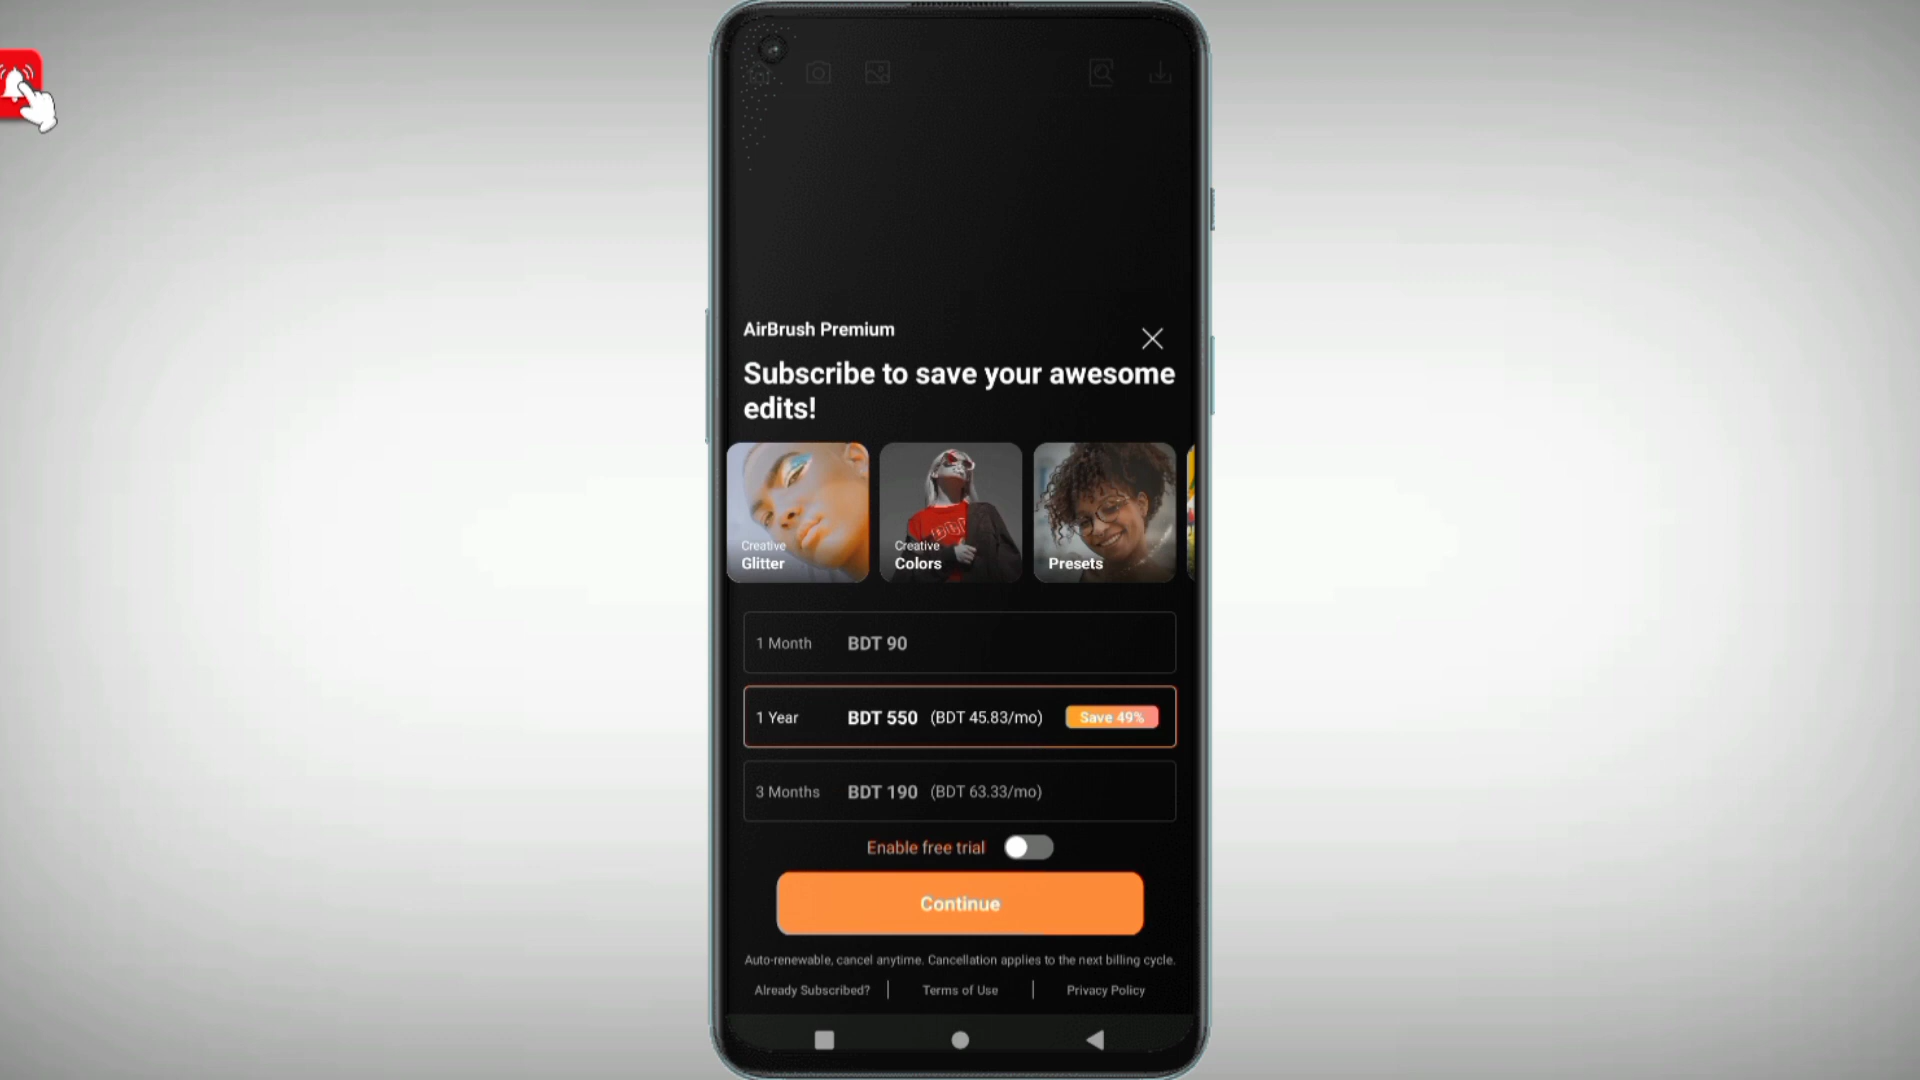 AirBrush Premium
Subscribe to save your awesome
edits!
Creative
Glitter
Creative
Colors
Presets
1 Month BDT 90
1 Year BDT 550 (BDT 45.83/mo) Save 49%
3 Months BDT 190 (BDT 63.33/mo)
Enable free trial
Continue
Auto-renewable, cancel anytime. Cancellation applies to the next billing cycle.
Already Subscribed? | Terms of Use | Privacy Policy